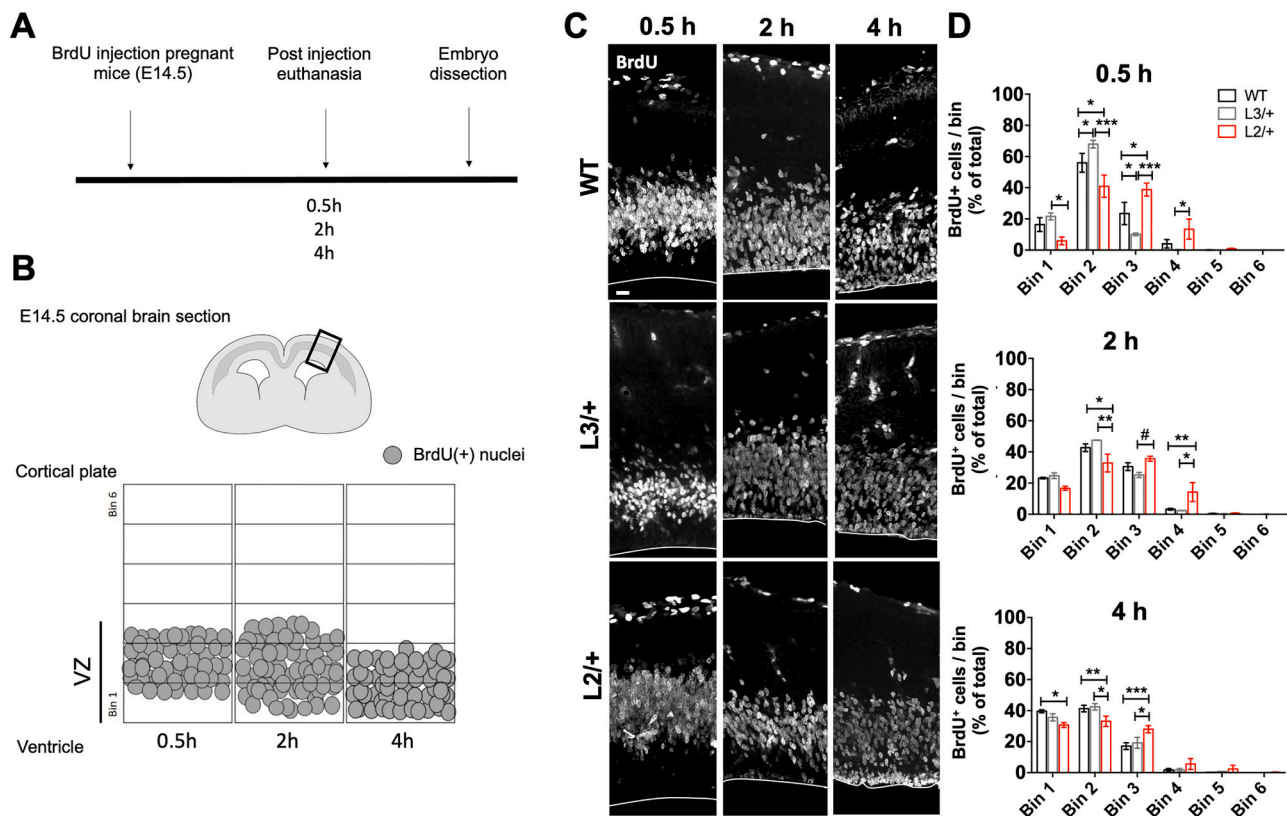 A
BrdU injection pregnant
mice (E14.5)
Post injection
euthanasia
Embryo
dissection
0.5h
2h
4h
B
E14.5 coronal brain section
BrdU(+) nuclei
Cortical plate
Bin 6
VZ
Bin 1
Ventricle
0.5h
2h
4h
C
0.5 h
2 h
4 h
BrdU
WT
L3/+
L2/+
D
0.5 h
WT
L3/+
L2/+
BrdU+ cells / bin
(% of total)
100
80
60
40
20
0
*
*
*
***
*
*
***
*
Bin 1
Bin 2
Bin 3
Bin 4
Bin 5
Bin 6
2 h
BrdU⁺ cells / bin
(% of total)
100
80
60
40
20
0
*
**
#
**
*
Bin 1
Bin 2
Bin 3
Bin 4
Bin 5
Bin 6
4 h
BrdU⁺ cells / bin
(% of total)
100
80
60
40
20
0
*
**
*
***
*
Bin 1
Bin 2
Bin 3
Bin 4
Bin 5
Bin 6